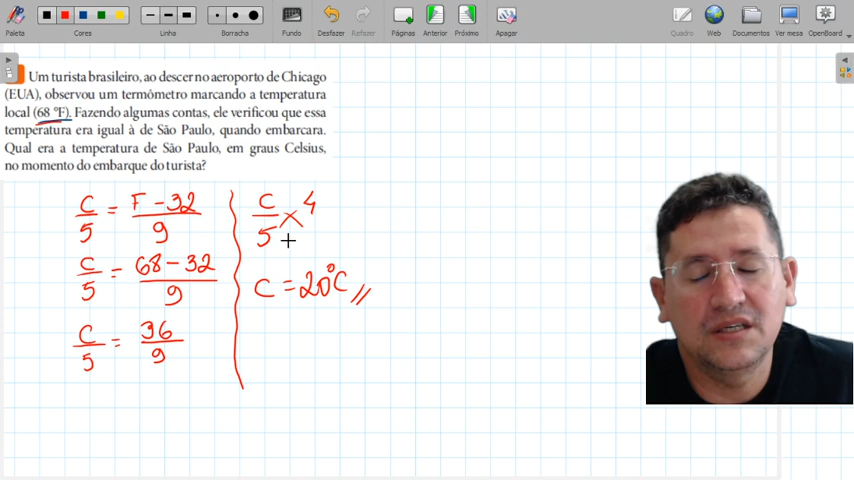 Paleta
Cores
Borracha
Fundo
Desfazer
Refazer
Páginas
Anterior
Próximo
Apagar
Quadro
Web
Documentos
Ver mesa
OpenBoard
Um turista brasileiro, ao descer no aeroporto de Chicago
(EUA), observou um termômetro marcando a temperatura
local (68 °F). Fazendo algumas contas, ele verificou que essa
temperatura era igual à de São Paulo, quando embarcara.
Qual era a temperatura de São Paulo, em graus Celsius,
no momento do embarque do turista?
C/5 = F - 32/9
C/5 = 68 - 32/9
C/5 = 36/9
C/5 × 4
C = 20°C //